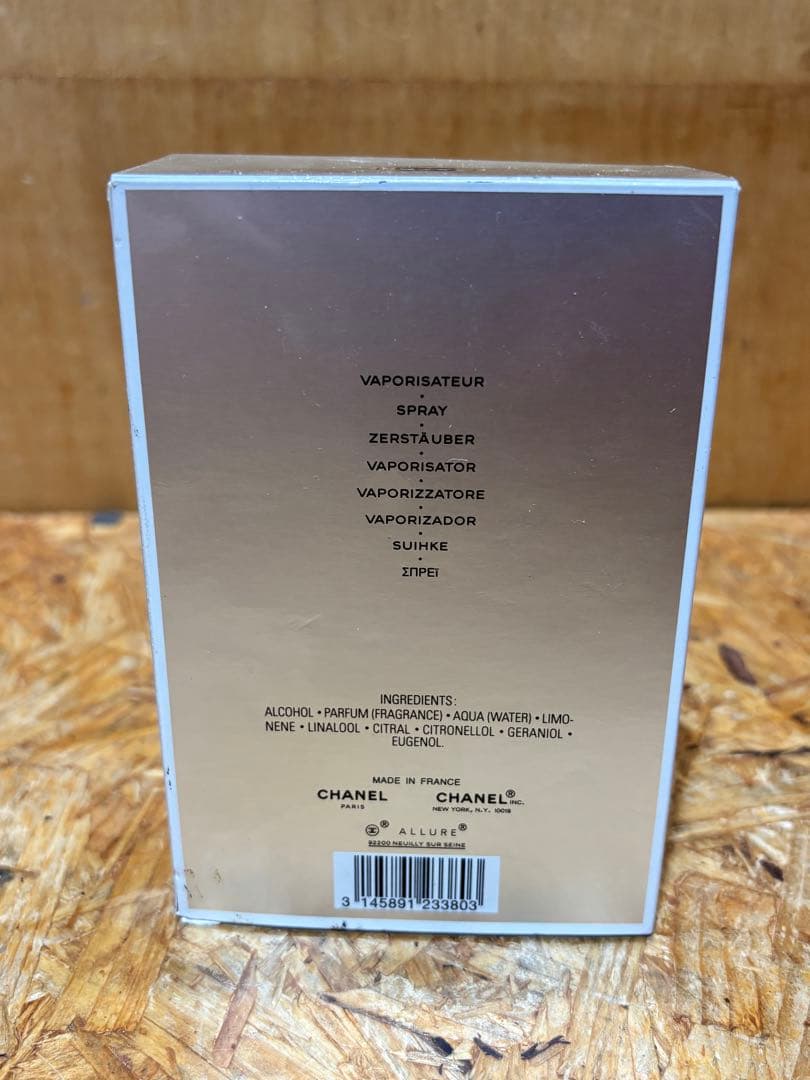 VAPORISATEUR
•
SPRAY
•
ZERSTÄUBER
•
VAPORISATOR
•
VAPORIZZATORE
•
VAPORIZADOR
•
SUIHKE
•
ΣΠΡΕΪ
INGREDIENTS:
ALCOHOL • PARFUM (FRAGRANCE) • AQUA (WATER) • LIMO-
NENE • LINALOOL • CITRAL • CITRONELLOL • GERANIOL •
EUGENOL.
MADE IN FRANCE
CHANEL CHANEL® INC.
PARIS NEW YORK, N.Y. 10019
® ALLURE®
92200 NEUILLY SUR SEINE
3 145891 233803